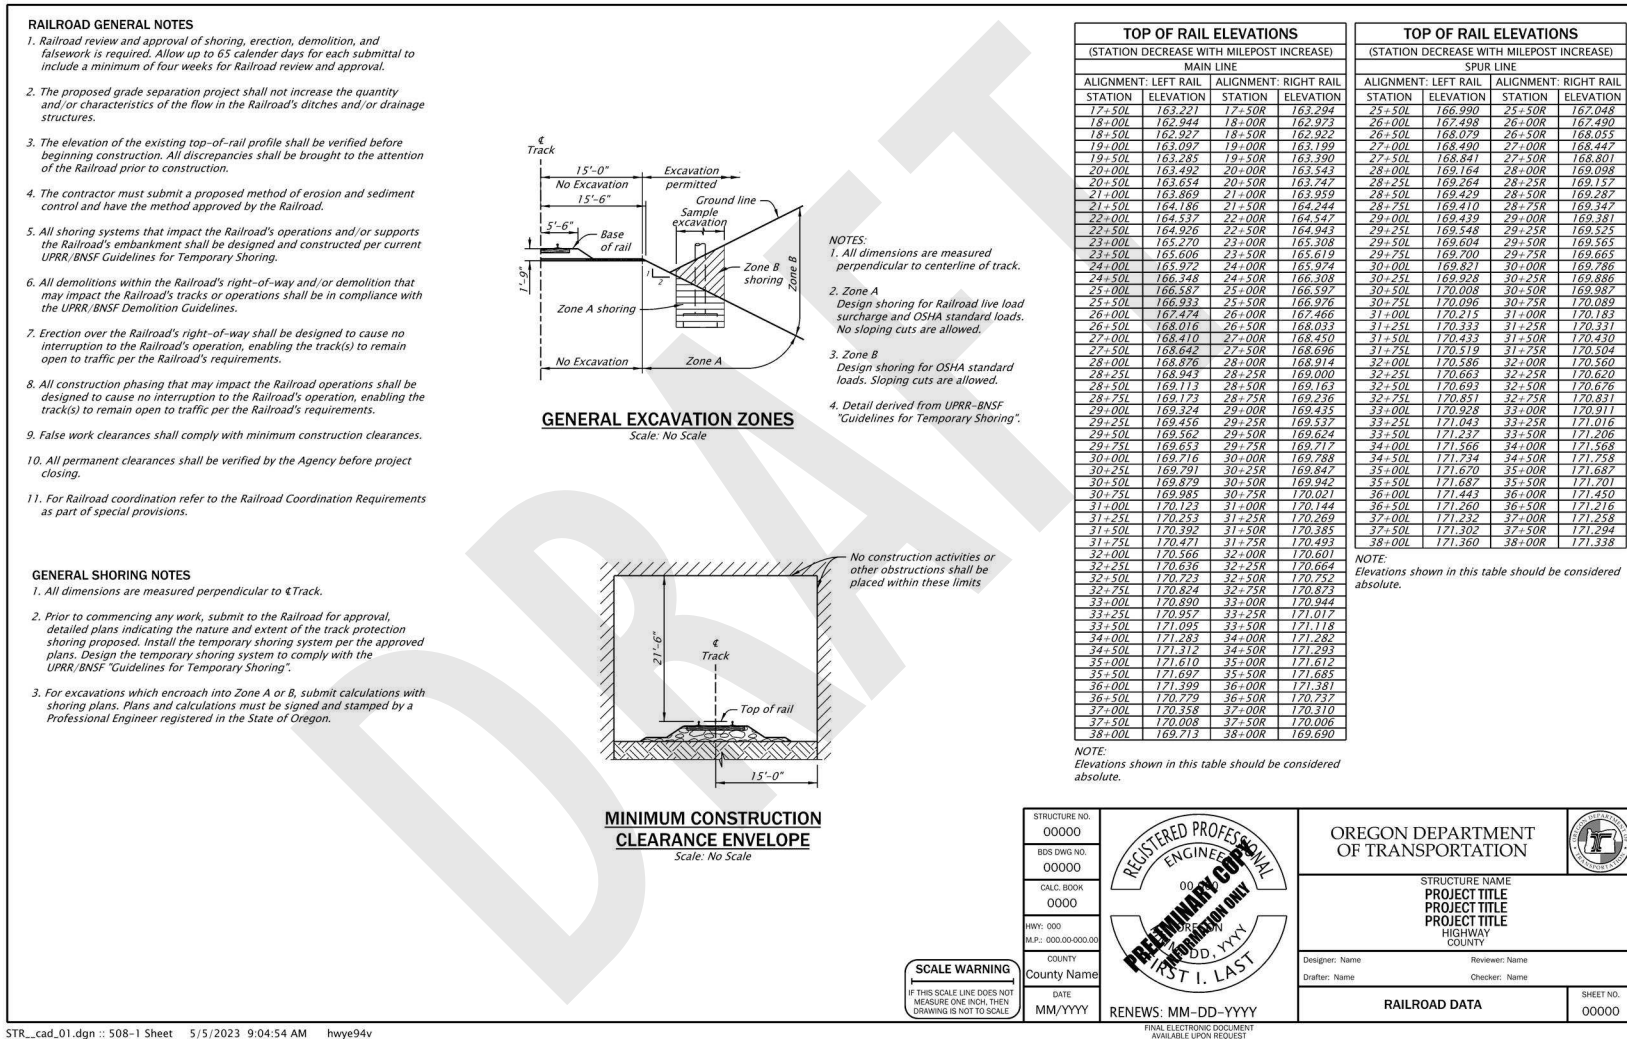 RAILROAD GENERAL NOTES
1. Railroad review and approval of shoring, erection, demolition, and
falsework is required. Allow up to 65 calender days for each submittal to
include a minimum of four weeks for Railroad review and approval.
2. The proposed grade separation project shall not increase the quantity
and/or characteristics of the flow in the Railroad's ditches and/or drainage
structures.
3. The elevation of the existing top-of-rail profile shall be verified before
beginning construction. All discrepancies shall be brought to the attention
of the Railroad prior to construction.
4. The contractor must submit a proposed method of erosion and sediment
control and have the method approved by the Railroad.
5. All shoring systems that impact the Railroad's operations and/or supports
the Railroad's embankment shall be designed and constructed per current
UPRR/BNSF Guidelines for Temporary Shoring.
6. All demolitions within the Railroad's right-of-way and/or demolition that
may impact the Railroad's tracks or operations shall be in compliance with
the UPRR/BNSF Demolition Guidelines.
7. Erection over the Railroad's right-of-way shall be designed to cause no
interruption to the Railroad's operation, enabling the track(s) to remain
open to traffic per the Railroad's requirements.
8. All construction phasing that may impact the Railroad operations shall be
designed to cause no interruption to the Railroad's operation, enabling the
track(s) to remain open to traffic per the Railroad's requirements.
9. False work clearances shall comply with minimum construction clearances.
10. All permanent clearances shall be verified by the Agency before project
closing.
11. For Railroad coordination refer to the Railroad Coordination Requirements
as part of special provisions.
GENERAL SHORING NOTES
1. All dimensions are measured perpendicular to ℄Track.
2. Prior to commencing any work, submit to the Railroad for approval,
detailed plans indicating the nature and extent of the track protection
shoring proposed. Install the temporary shoring system per the approved
plans. Design the temporary shoring system to comply with the
UPRR/BNSF "Guidelines for Temporary Shoring".
3. For excavations which encroach into Zone A or B, submit calculations with
shoring plans. Plans and calculations must be signed and stamped by a
Professional Engineer registered in the State of Oregon.
℄
Track
15'-0"
No Excavation
Excavation
permitted
15'-6"
Ground line
Sample
excavation
5'-6"
Base
of rail
1'-9"
1
2
Zone B
shoring
Zone B
Zone A shoring
No Excavation
Zone A
GENERAL EXCAVATION ZONES
Scale: No Scale
NOTES:
1. All dimensions are measured
perpendicular to centerline of track.
2. Zone A
Design shoring for Railroad live load
surcharge and OSHA standard loads.
No sloping cuts are allowed.
3. Zone B
Design shoring for OSHA standard
loads. Sloping cuts are allowed.
4. Detail derived from UPRR-BNSF
"Guidelines for Temporary Shoring".
No construction activities or
other obstructions shall be
placed within these limits
21'-6"
℄
Track
Top of rail
15'-0"
MINIMUM CONSTRUCTION
CLEARANCE ENVELOPE
Scale: No Scale
DRAFT
TOP OF RAIL ELEVATIONS
(STATION DECREASE WITH MILEPOST INCREASE)
MAIN LINE
ALIGNMENT: LEFT RAIL ALIGNMENT: RIGHT RAIL
STATION ELEVATION STATION ELEVATION
17+50L 163.221 17+50R 163.294
18+00L 162.944 18+00R 162.973
18+50L 162.927 18+50R 162.922
19+00L 163.097 19+00R 163.199
19+50L 163.285 19+50R 163.390
20+00L 163.492 20+00R 163.543
20+50L 163.654 20+50R 163.747
21+00L 163.869 21+00R 163.959
21+50L 164.186 21+50R 164.244
22+00L 164.537 22+00R 164.547
22+50L 164.926 22+50R 164.943
23+00L 165.270 23+00R 165.308
23+50L 165.606 23+50R 165.619
24+00L 165.972 24+00R 165.974
24+50L 166.348 24+50R 166.308
25+00L 166.587 25+00R 166.597
25+50L 166.933 25+50R 166.976
26+00L 167.474 26+00R 167.466
26+50L 168.016 26+50R 168.033
27+00L 168.410 27+00R 168.450
27+50L 168.642 27+50R 168.696
28+00L 168.876 28+00R 168.914
28+25L 168.943 28+25R 169.000
28+50L 169.113 28+50R 169.163
28+75L 169.173 28+75R 169.236
29+00L 169.324 29+00R 169.435
29+25L 169.456 29+25R 169.537
29+50L 169.562 29+50R 169.624
29+75L 169.653 29+75R 169.717
30+00L 169.716 30+00R 169.788
30+25L 169.791 30+25R 169.847
30+50L 169.879 30+50R 169.942
30+75L 169.985 30+75R 170.021
31+00L 170.123 31+00R 170.144
31+25L 170.253 31+25R 170.269
31+50L 170.392 31+50R 170.385
31+75L 170.471 31+75R 170.493
32+00L 170.566 32+00R 170.601
32+25L 170.636 32+25R 170.664
32+50L 170.723 32+50R 170.752
32+75L 170.824 32+75R 170.873
33+00L 170.890 33+00R 170.944
33+25L 170.957 33+25R 171.017
33+50L 171.095 33+50R 171.118
34+00L 171.283 34+00R 171.282
34+50L 171.312 34+50R 171.293
35+00L 171.610 35+00R 171.612
35+50L 171.697 35+50R 171.685
36+00L 171.399 36+00R 171.381
36+50L 170.779 36+50R 170.737
37+00L 170.358 37+00R 170.310
37+50L 170.008 37+50R 170.006
38+00L 169.713 38+00R 169.690
NOTE:
Elevations shown in this table should be considered
absolute.
TOP OF RAIL ELEVATIONS
(STATION DECREASE WITH MILEPOST INCREASE)
SPUR LINE
ALIGNMENT: LEFT RAIL ALIGNMENT: RIGHT RAIL
STATION ELEVATION STATION ELEVATION
25+50L 166.990 25+50R 167.048
26+00L 167.498 26+00R 167.490
26+50L 168.079 26+50R 168.055
27+00L 168.490 27+00R 168.447
27+50L 168.841 27+50R 168.801
28+00L 169.164 28+00R 169.098
28+25L 169.264 28+25R 169.157
28+50L 169.429 28+50R 169.287
28+75L 169.410 28+75R 169.347
29+00L 169.439 29+00R 169.381
29+25L 169.548 29+25R 169.525
29+50L 169.604 29+50R 169.565
29+75L 169.700 29+75R 169.665
30+00L 169.821 30+00R 169.786
30+25L 169.928 30+25R 169.886
30+50L 170.008 30+50R 169.987
30+75L 170.096 30+75R 170.089
31+00L 170.215 31+00R 170.183
31+25L 170.333 31+25R 170.331
31+50L 170.433 31+50R 170.430
31+75L 170.519 31+75R 170.504
32+00L 170.586 32+00R 170.560
32+25L 170.663 32+25R 170.620
32+50L 170.693 32+50R 170.676
32+75L 170.851 32+75R 170.831
33+00L 170.928 33+00R 170.911
33+25L 171.043 33+25R 171.016
33+50L 171.237 33+50R 171.206
34+00L 171.566 34+00R 171.568
34+50L 171.734 34+50R 171.758
35+00L 171.670 35+00R 171.687
35+50L 171.687 35+50R 171.701
36+00L 171.443 36+00R 171.450
36+50L 171.260 36+50R 171.216
37+00L 171.232 37+00R 171.258
37+50L 171.302 37+50R 171.294
38+00L 171.360 38+00R 171.338
NOTE:
Elevations shown in this table should be considered
absolute.
SCALE WARNING
IF THIS SCALE LINE DOES NOT
MEASURE ONE INCH, THEN
DRAWING IS NOT TO SCALE
STRUCTURE NO.
00000
BDS DWG NO.
00000
CALC. BOOK
0000
HWY: 000
M.P.: 000.00-000.00
COUNTY
County Name
DATE
MM/YYYY
REGISTERED PROFESSIONAL
ENGINEER
OREGON
DD, YYYY
I. LAST
PRELIMINARY COPY
INFORMATION ONLY
RENEWS: MM-DD-YYYY
FINAL ELECTRONIC DOCUMENT
AVAILABLE UPON REQUEST
OREGON DEPARTMENT
OF TRANSPORTATION
OREGON DEPARTMENT OF TRANSPORTATION
STRUCTURE NAME
PROJECT TITLE
PROJECT TITLE
PROJECT TITLE
HIGHWAY
COUNTY
Designer: Name Reviewer: Name
Drafter: Name Checker: Name
RAILROAD DATA
SHEET NO.
00000
STR__cad_01.dgn :: 508-1 Sheet 5/5/2023 9:04:54 AM hwye94v